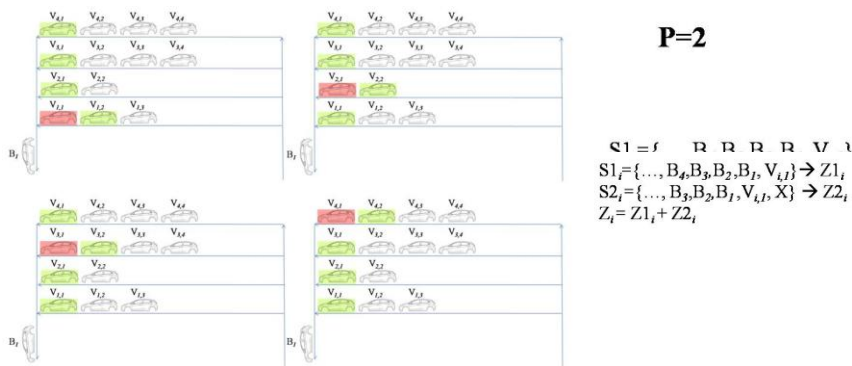 V4,1 V4,2 V4,3 V4,4
V3,1 V3,2 V3,3 V3,4
V2,1 V2,2
V1,1 V1,2 V1,3
B1
V4,1 V4,2 V4,3 V4,4
V3,1 V3,2 V3,3 V3,4
V2,1 V2,2
V1,1 V1,2 V1,3
B1
V4,1 V4,2 V4,3 V4,4
V3,1 V3,2 V3,3 V3,4
V2,1 V2,2
V1,1 V1,2 V1,3
B1
V4,1 V4,2 V4,3 V4,4
V3,1 V3,2 V3,3 V3,4
V2,1 V2,2
V1,1 V1,2 V1,3
B1
P=2
S1i={…,B4,B3,B2,B1,Vi,1}→ Z1i
S2i={…,B3,B2,B1,Vi,1,X} → Z2i
Zi= Z1i+ Z2i